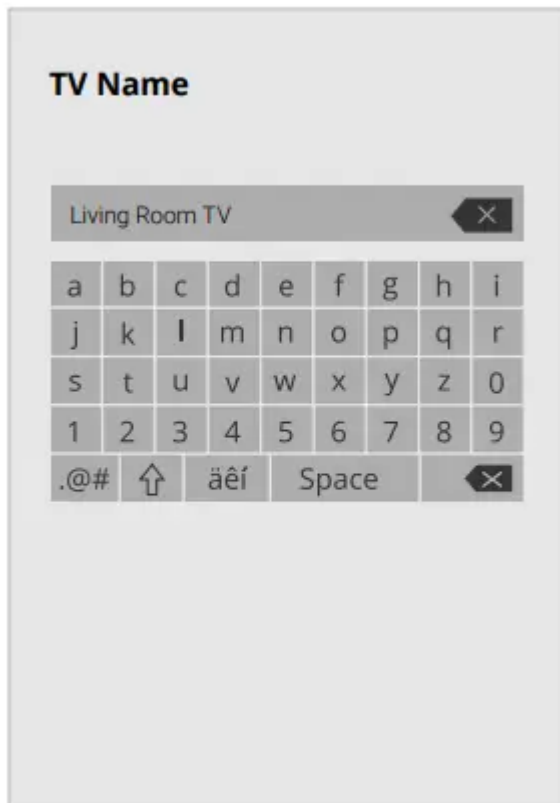 TV Name
Living Room TV
a b c d e f g h i
j k l m n o p q r
s t u v w x y z 0
1 2 3 4 5 6 7 8 9
.@# äêí Space